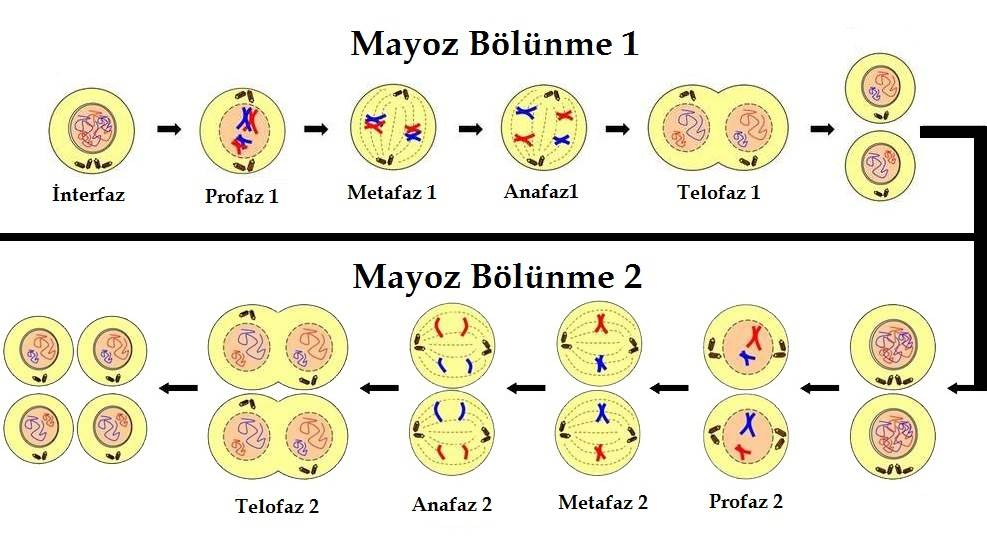 Mayoz Bölünme 1
İnterfaz
Profaz 1
Metafaz 1
Anafaz1
Telofaz 1
Mayoz Bölünme 2
Telofaz 2
Anafaz 2
Metafaz 2
Profaz 2